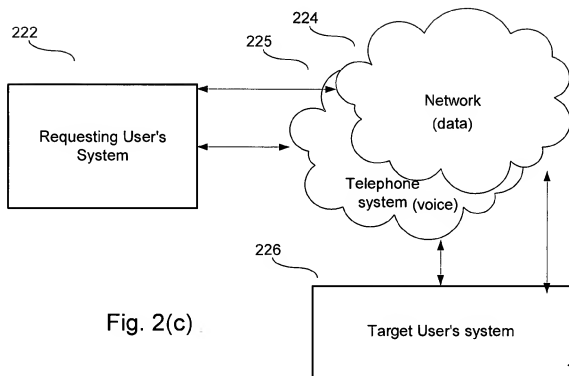 222
224
225
Network
(data)
Requesting User's
System
Telephone
system (voice)
226
Fig. 2(c)
Target User's system